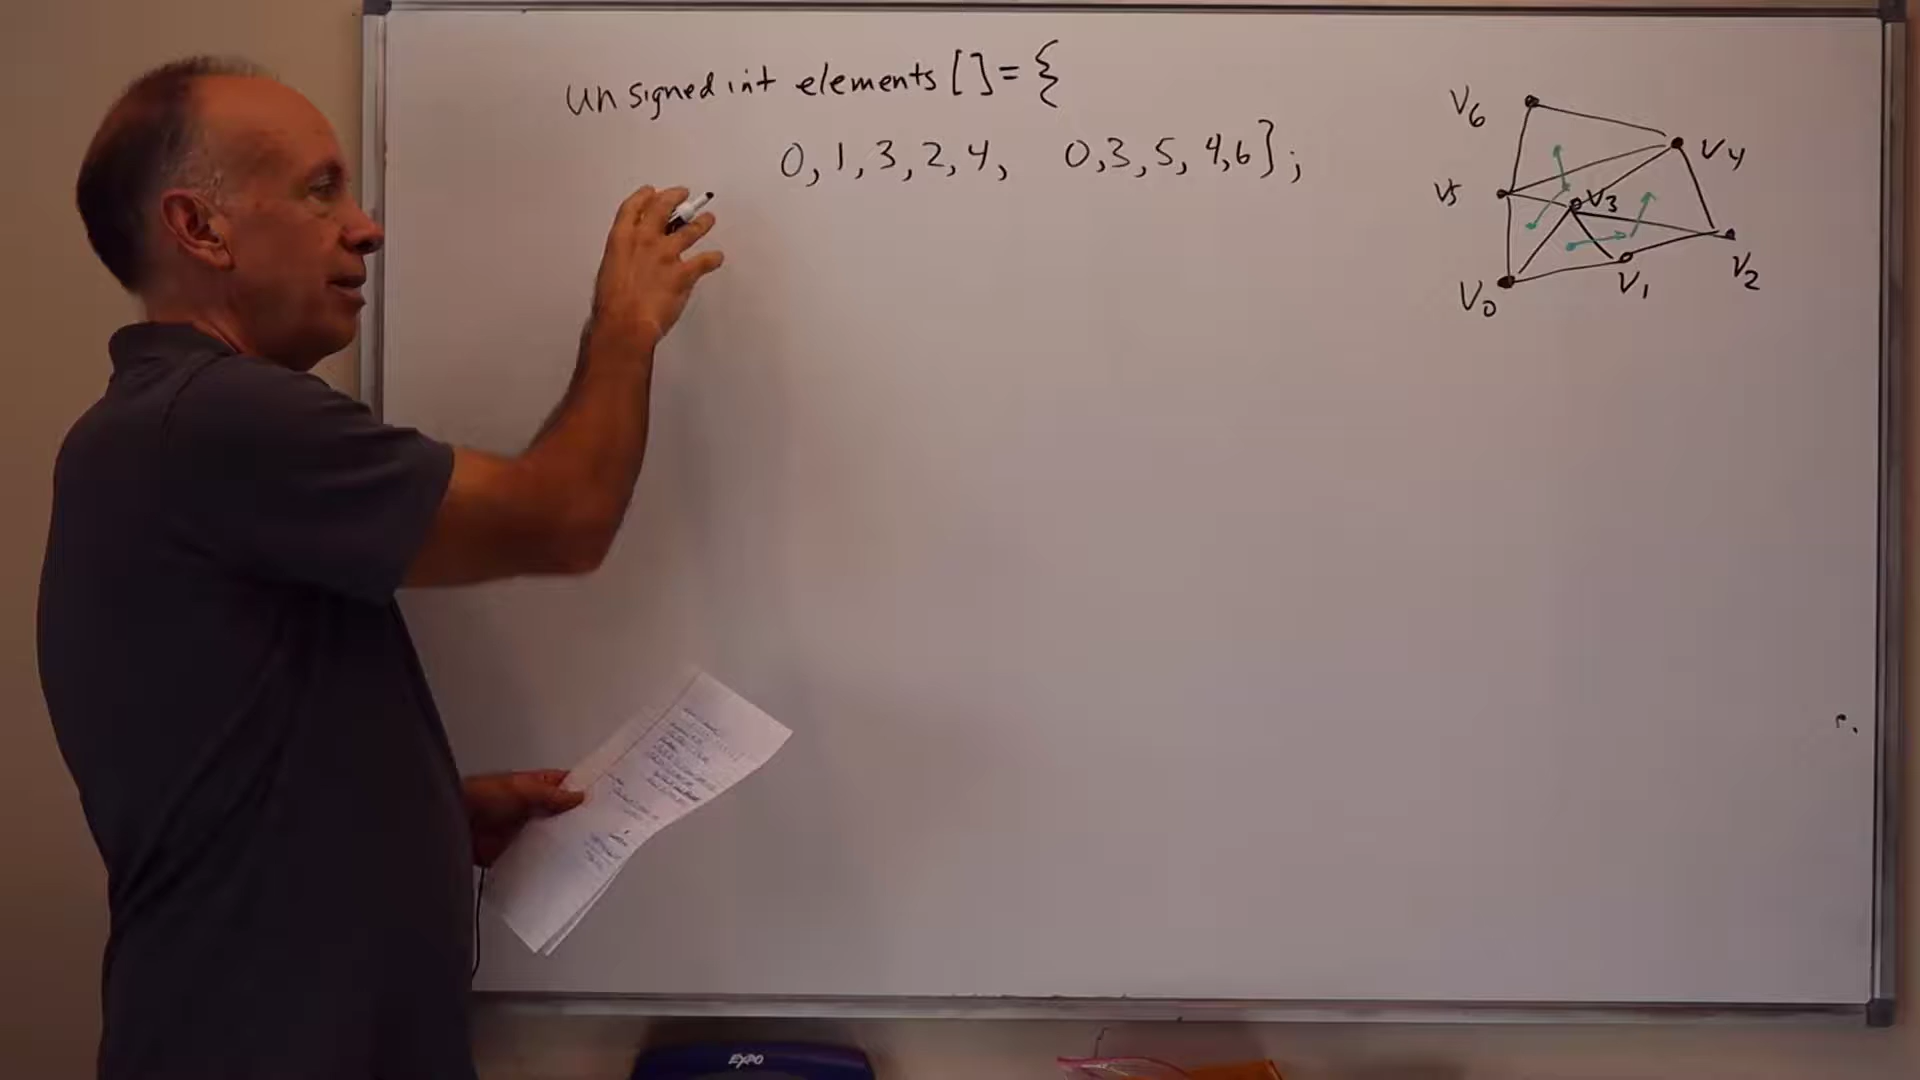 unsigned int elements [] = {
0, 1, 3, 2, 4, 0, 3, 5, 4, 6};
V6
V4
V5
V3
V2
V1
V0
EXPO